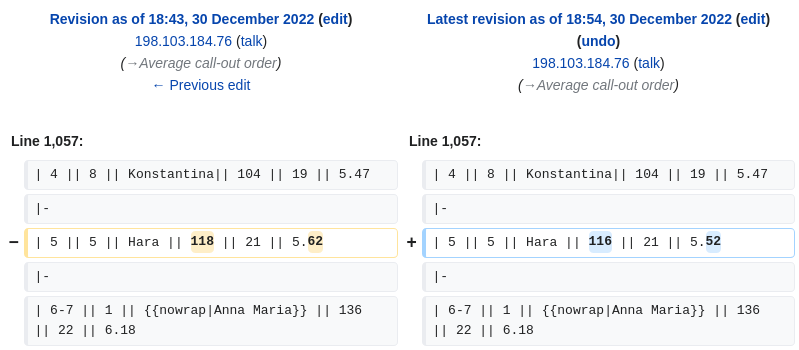 Revision as of 18:43, 30 December 2022 (edit)
198.103.184.76 (talk)
(→Average call-out order)
← Previous edit
Latest revision as of 18:54, 30 December 2022 (edit)
(undo)
198.103.184.76 (talk)
(→Average call-out order)
Line 1,057:
| 4 || 8 || Konstantina|| 104 || 19 || 5.47
|-
− | 5 || 5 || Hara || 118 || 21 || 5.62
|-
| 6-7 || 1 || {{nowrap|Anna Maria}} || 136
|| 22 || 6.18
Line 1,057:
| 4 || 8 || Konstantina|| 104 || 19 || 5.47
|-
+ | 5 || 5 || Hara || 116 || 21 || 5.52
|-
| 6-7 || 1 || {{nowrap|Anna Maria}} || 136
|| 22 || 6.18